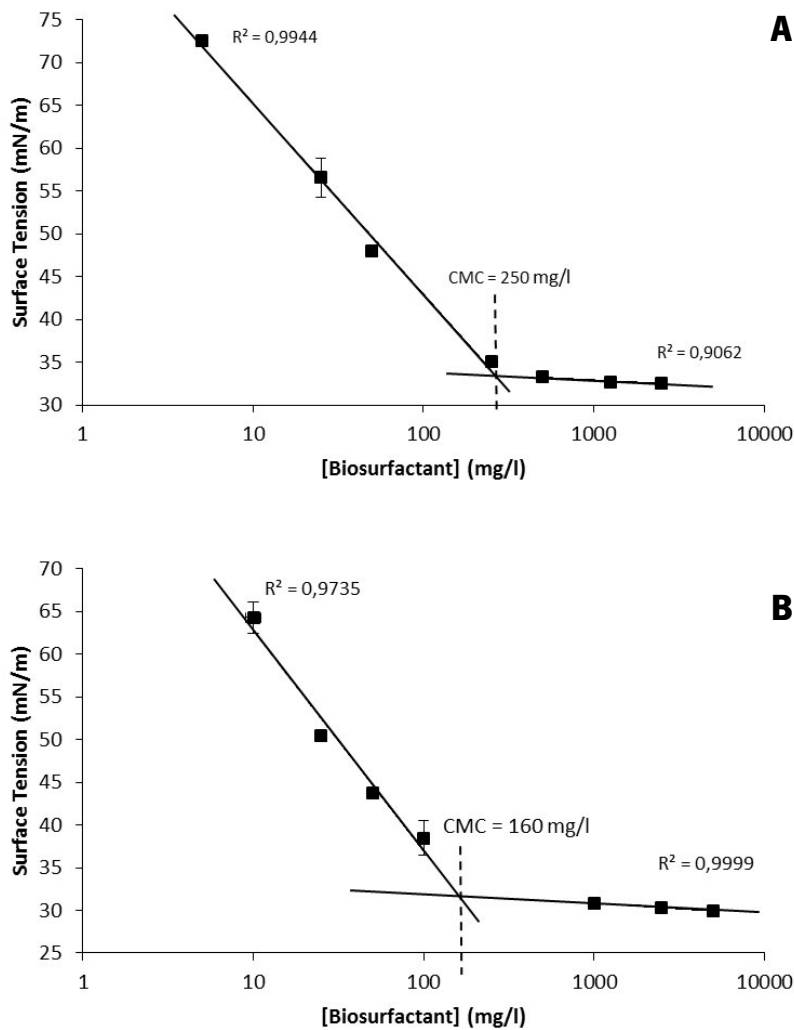 A
R² = 0,9944
75
70
65
60
55
50
45
40
35
30
Surface Tension (mN/m)
CMC = 250 mg/l
R² = 0,9062
1 10 100 1000 10000
[Biosurfactant] (mg/l)
B
R² = 0,9735
70
65
60
55
50
45
40
35
30
25
Surface Tension (mN/m)
CMC = 160 mg/l
R² = 0,9999
1 10 100 1000 10000
[Biosurfactant] (mg/l)